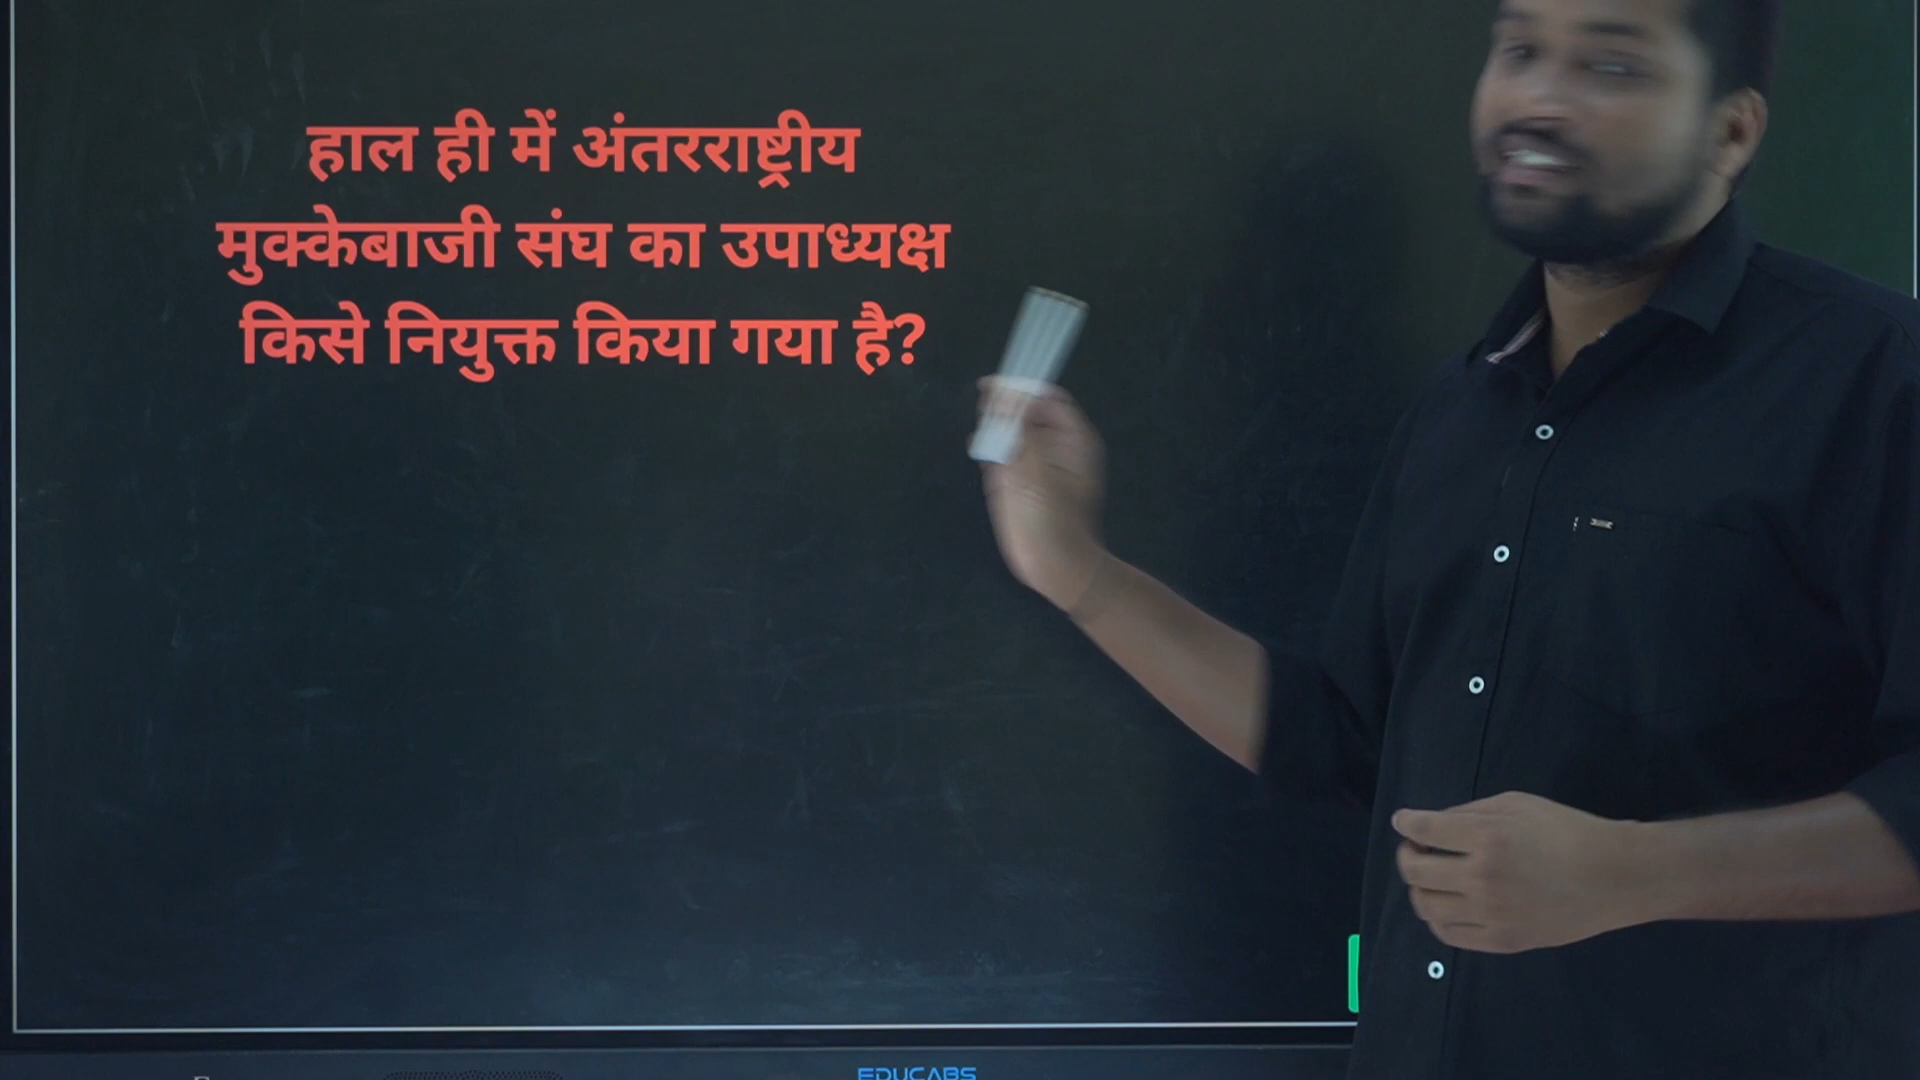 हाल ही में अंतरराष्ट्रीय
मुक्केबाजी संघ का उपाध्यक्ष
किसे नियुक्त किया गया है?
EDUCABS